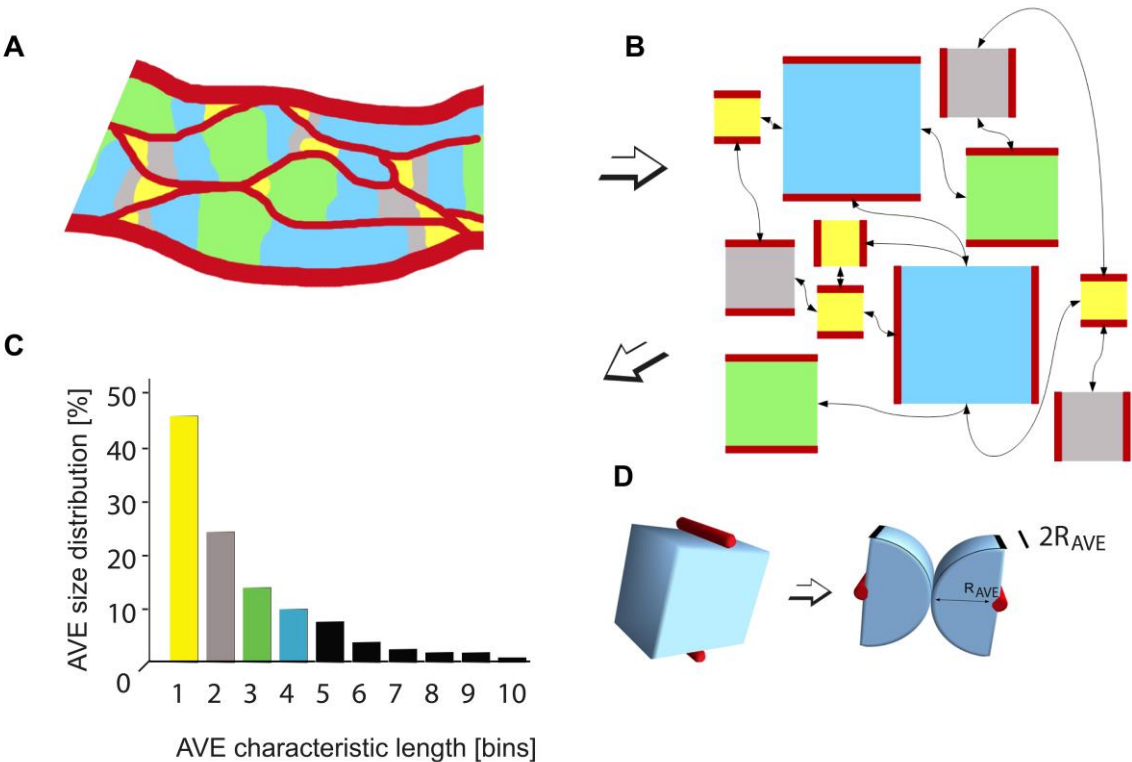 A
B
C
AVE size distribution [%]
50
40
30
20
10
0
1 2 3 4 5 6 7 8 9 10
AVE characteristic length [bins]
D
2RAVE
RAVE